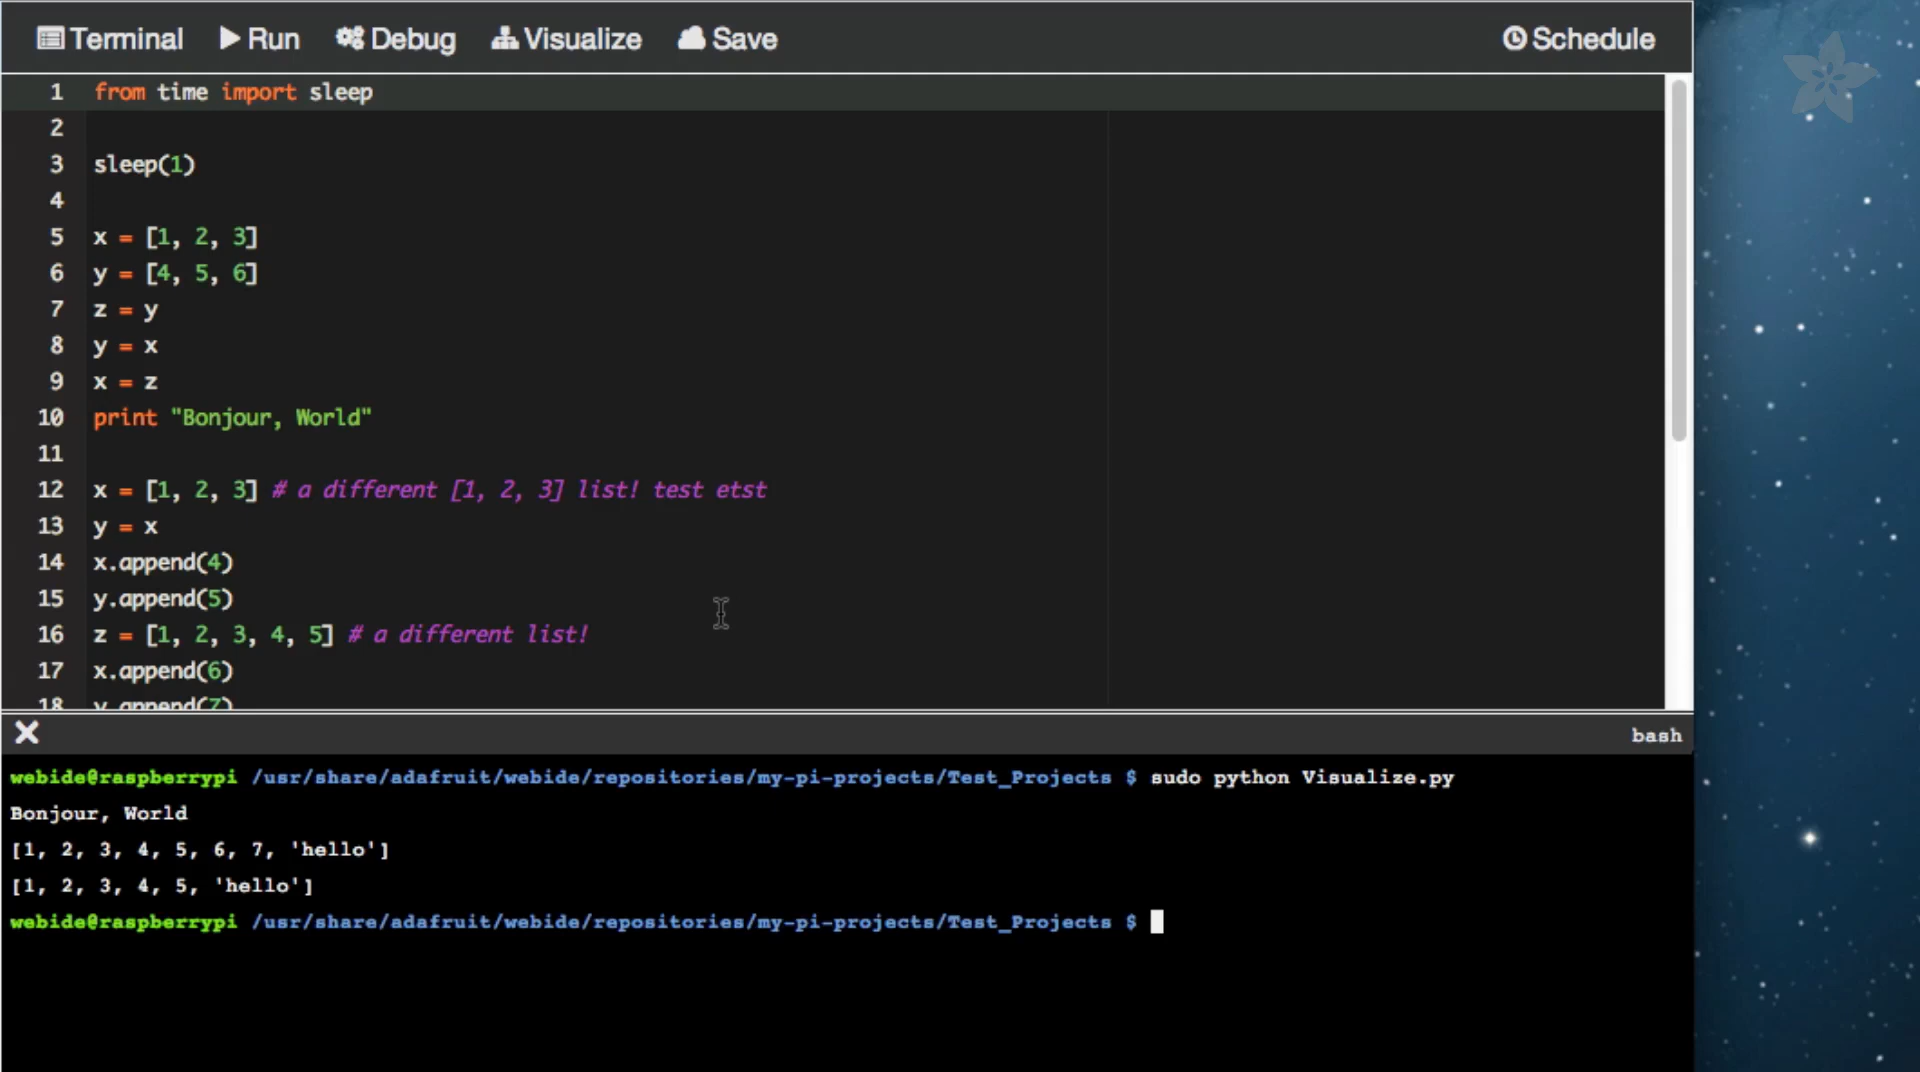 Terminal Run Debug Visualize Save Schedule
1 from time import sleep
2
3 sleep(1)
4
5 x = [1, 2, 3]
6 y = [4, 5, 6]
7 z = y
8 y = x
9 x = z
10 print "Bonjour, World"
11
12 x = [1, 2, 3] # a different [1, 2, 3] list! test etst
13 y = x
14 x.append(4)
15 y.append(5)
16 z = [1, 2, 3, 4, 5] # a different list!
17 x.append(6)
18 y.append(7)
bash
webide@raspberrypi /usr/share/adafruit/webide/repositories/my-pi-projects/Test_Projects $ sudo python Visualize.py
Bonjour, World
[1, 2, 3, 4, 5, 6, 7, 'hello']
[1, 2, 3, 4, 5, 'hello']
webide@raspberrypi /usr/share/adafruit/webide/repositories/my-pi-projects/Test_Projects $